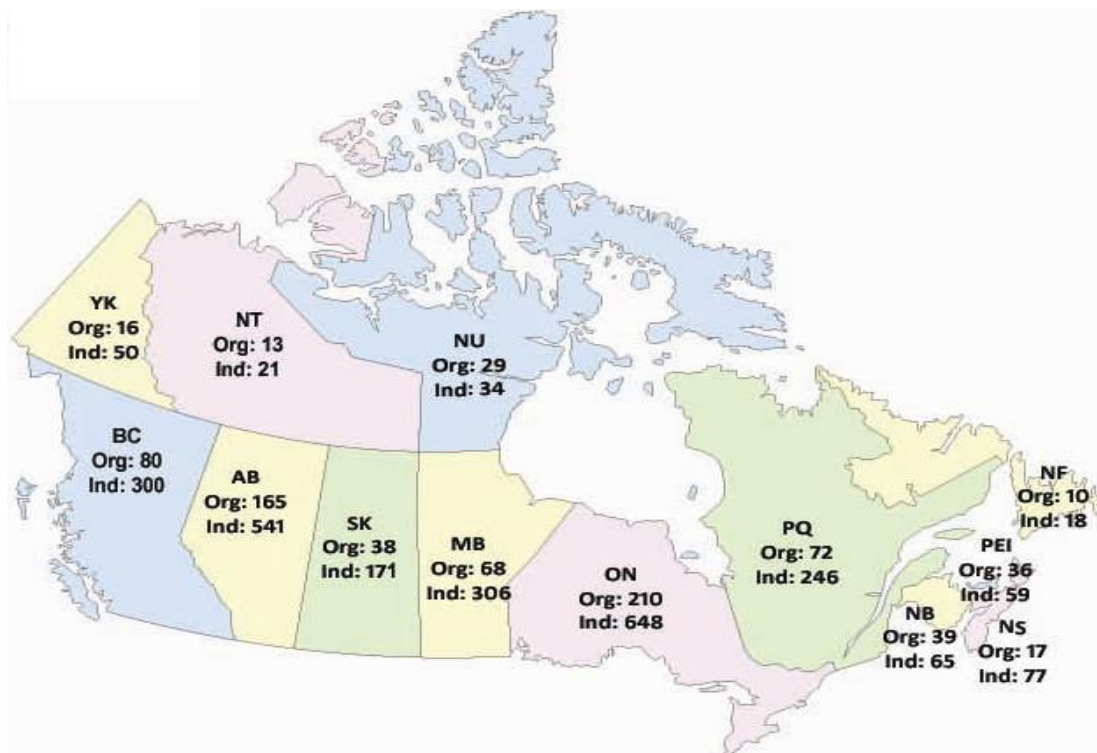 YK
Org: 16
Ind: 50
NT
Org: 13
Ind: 21
NU
Org: 29
Ind: 34
BC
Org: 80
Ind: 300
AB
Org: 165
Ind: 541
SK
Org: 38
Ind: 171
MB
Org: 68
Ind: 306
ON
Org: 210
Ind: 648
PQ
Org: 72
Ind: 246
NF
Org: 10
Ind: 18
PEI
Org: 36
Ind: 59
NB
Org: 39
Ind: 65
NS
Org: 17
Ind: 77